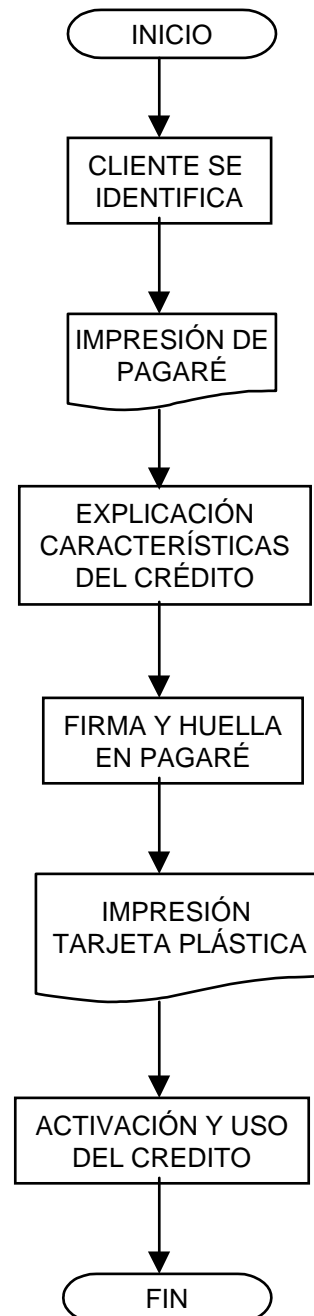 INICIO
CLIENTE SE
IDENTIFICA
IMPRESIÓN DE
PAGARÉ
EXPLICACIÓN
CARACTERÍSTICAS
DEL CRÉDITO
FIRMA Y HUELLA
EN PAGARÉ
IMPRESIÓN
TARJETA PLÁSTICA
ACTIVACIÓN Y USO
DEL CREDITO
FIN